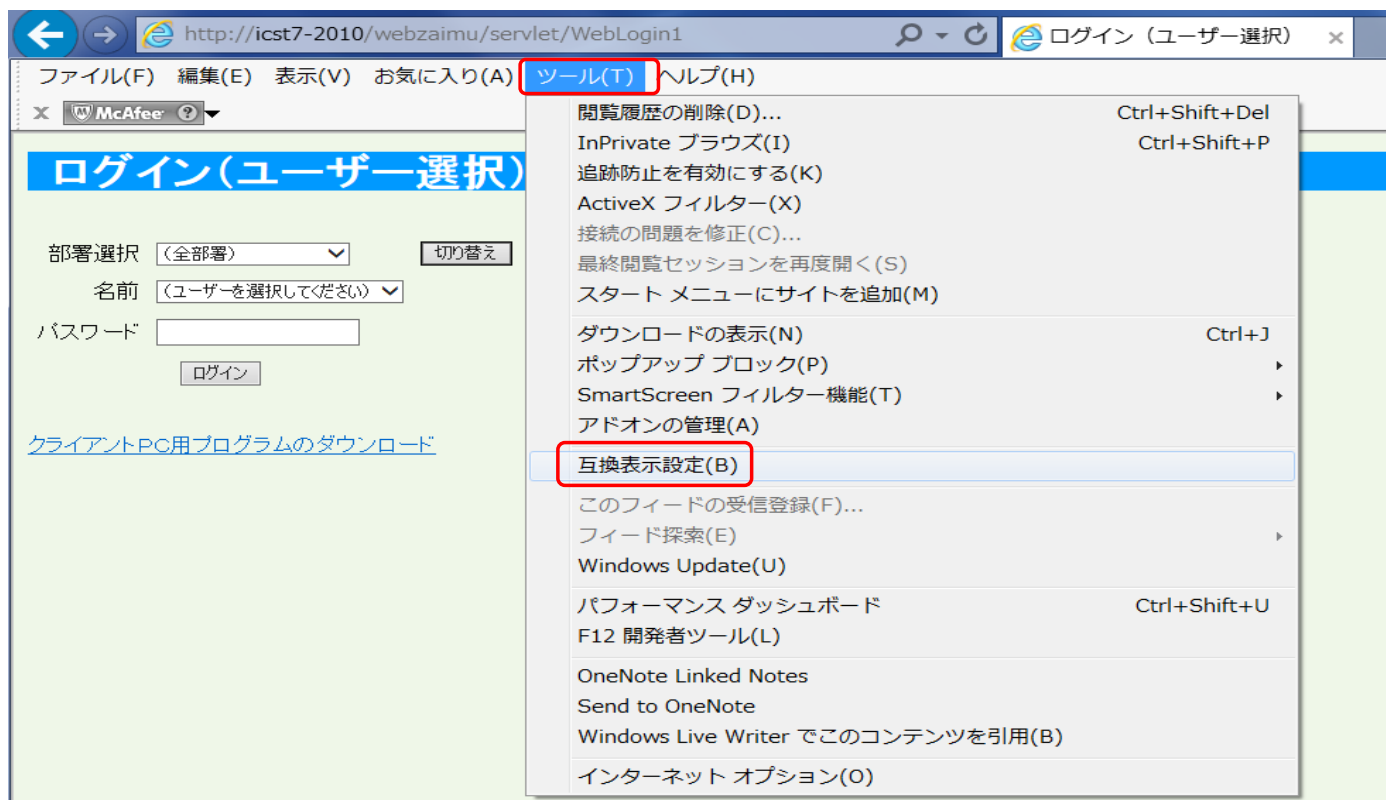 http://icst7-2010/webzaimu/servlet/WebLogin1
ログイン（ユーザー選択）
ファイル(F) 編集(E) 表示(V) お気に入り(A) ツール(T) ヘルプ(H)
x McAfee ?
ログイン(ユーザー選択)
部署選択 (全部署) 切り替え
名前 (ユーザーを選択してください)
パスワード
ログイン
クライアントPC用プログラムのダウンロード
閲覧履歴の削除(D)... Ctrl+Shift+Del
InPrivate ブラウズ(I) Ctrl+Shift+P
追跡防止を有効にする(K)
ActiveX フィルター(X)
接続の問題を修正(C)...
最終閲覧セッションを再度開く(S)
スタート メニューにサイトを追加(M)
ダウンロードの表示(N) Ctrl+J
ポップアップ ブロック(P)
SmartScreen フィルター機能(T)
アドオンの管理(A)
互換表示設定(B)
このフィードの受信登録(F)...
フィード探索(E)
Windows Update(U)
パフォーマンス ダッシュボード Ctrl+Shift+U
F12 開発者ツール(L)
OneNote Linked Notes
Send to OneNote
Windows Live Writer でこのコンテンツを引用(B)
インターネット オプション(O)